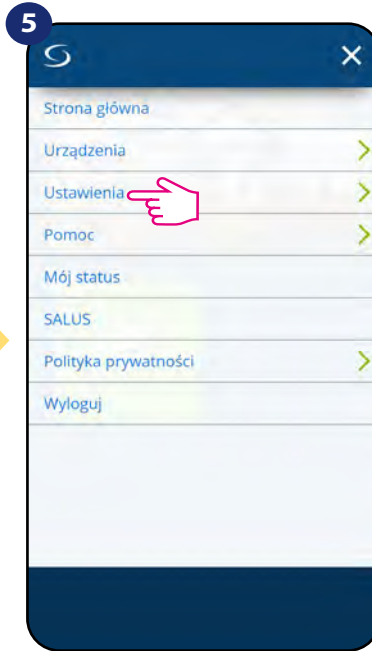 5
Strona główna
Urządzenia
Ustawienia
Pomoc
Mój status
SALUS
Polityka prywatności
Wyloguj